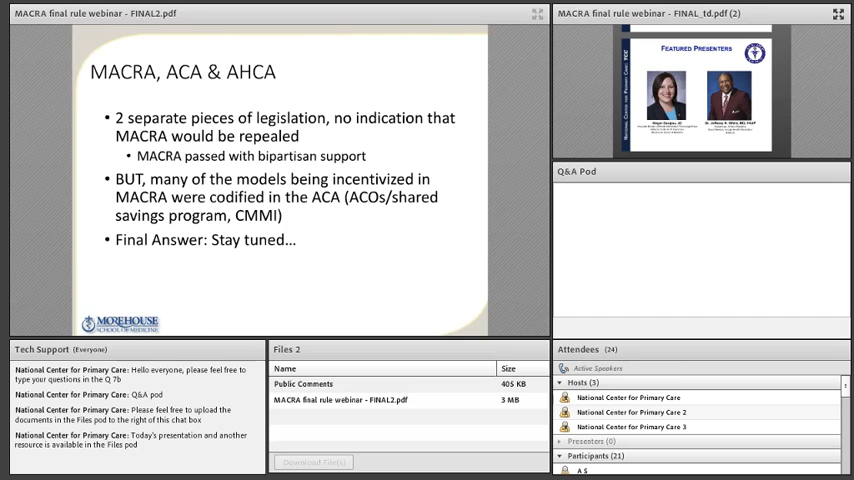 MACRA final rule webinar - FINAL2.pdf
MACRA, ACA & AHCA
• 2 separate pieces of legislation, no indication that
MACRA would be repealed
• MACRA passed with bipartisan support
• BUT, many of the models being incentivized in
MACRA were codified in the ACA (ACOs/shared
savings program, CMMI)
• Final Answer: Stay tuned...
MOREHOUSE
SCHOOL OF MEDICINE
MACRA final rule webinar - FINAL_td.pdf (2)
FEATURED PRESENTERS
NATIONAL CENTER FOR PRIMARY CARE
Q&A Pod
Tech Support (Everyone)
National Center for Primary Care: Hello everyone, please feel free to
type your questions in the Q 7b
National Center for Primary Care: Q&A pod
National Center for Primary Care: Please feel free to upload the
documents in the Files pod to the right of this chat box
National Center for Primary Care: Today's presentation and another
resource is available in the Files pod
Files 2
Name Size
Public Comments 405 KB
MACRA final rule webinar - FINAL2.pdf 3 MB
Download File(s)
Attendees (24)
Active Speakers
Hosts (3)
National Center for Primary Care
National Center for Primary Care 2
National Center for Primary Care 3
Presenters (0)
Participants (21)
A S